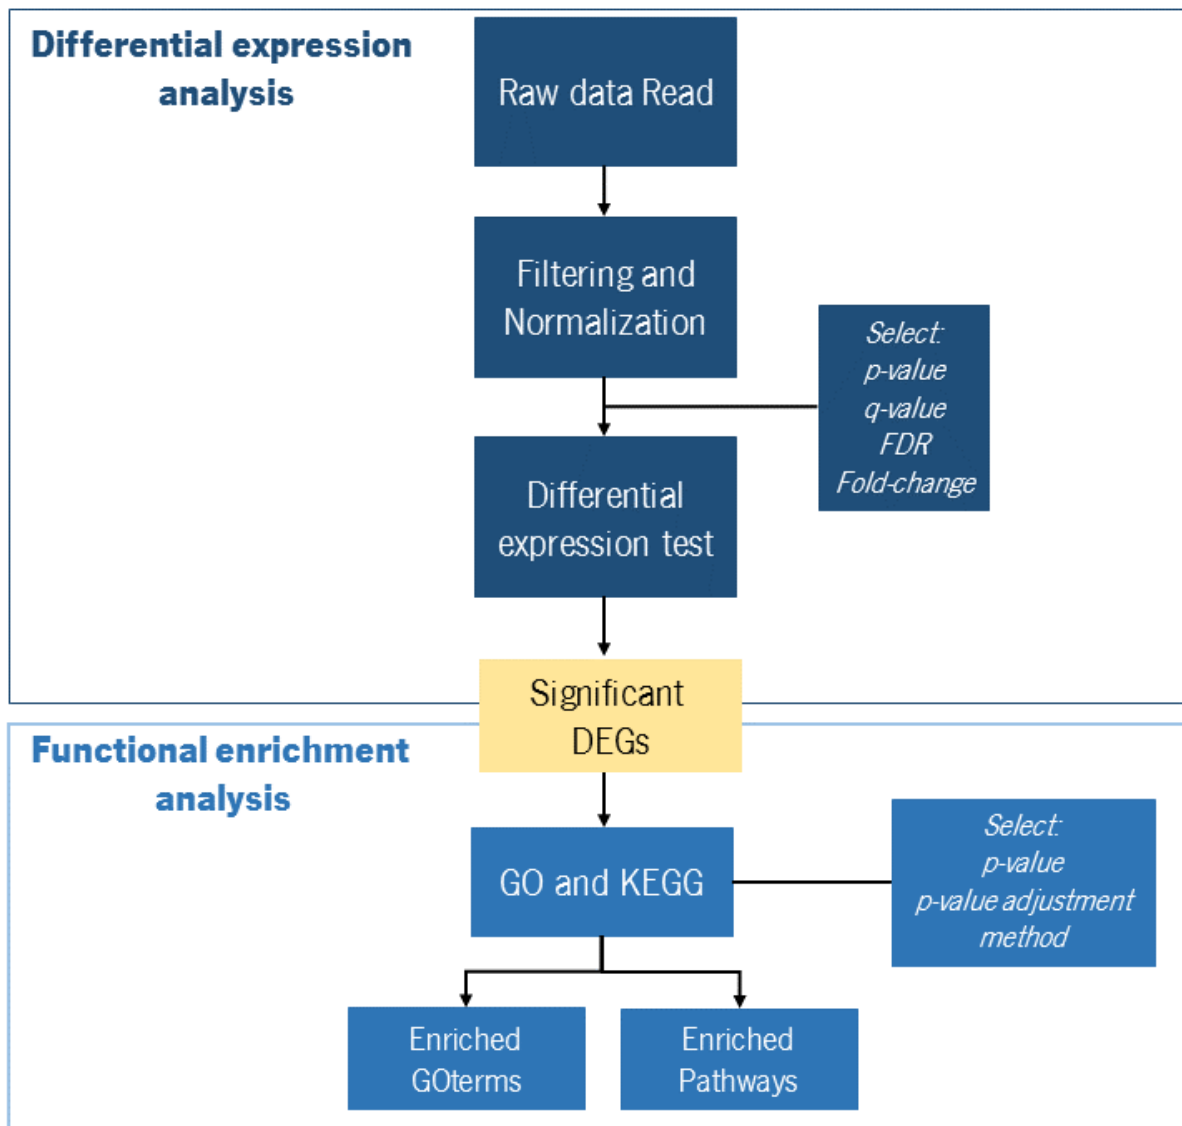 Differential expression
analysis
Raw data Read
Filtering and
Normalization
Select:
p-value
q-value
FDR
Fold-change
Differential
expression test
Significant
DEGs
Functional enrichment
analysis
GO and KEGG
Select:
p-value
p-value adjustment
method
Enriched
GOterms
Enriched
Pathways